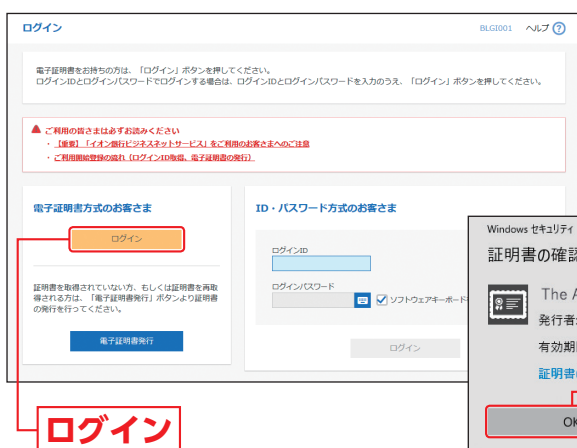 ログイン
BLGI001 ヘルプ ?
電子証明書をお持ちの方は、「ログイン」ボタンを押してください。
ログインIDとログインパスワードでログインする場合は、ログインIDとログインパスワードを入力のうえ、「ログイン」ボタンを押してください。
ご利用の皆さまは必ずお読みください
・【重要】「イオン銀行ビジネスネットサービス」をご利用のお客さまへのご注意
・ご利用開始登録の流れ（ログインID取得、電子証明書の発行）
電子証明書方式のお客さま
ログイン
証明書を取得されていない方、もしくは証明書を再取
得される方は、「電子証明書発行」ボタンより証明書
の発行を行ってください。
電子証明書発行
ID・パスワード方式のお客さま
ログインID
ログインパスワード
ソフトウェアキーボード
ログイン
Windows セキュリティ
証明書の確認
The A
発行者:
有効期
証明書
OK
ログイン